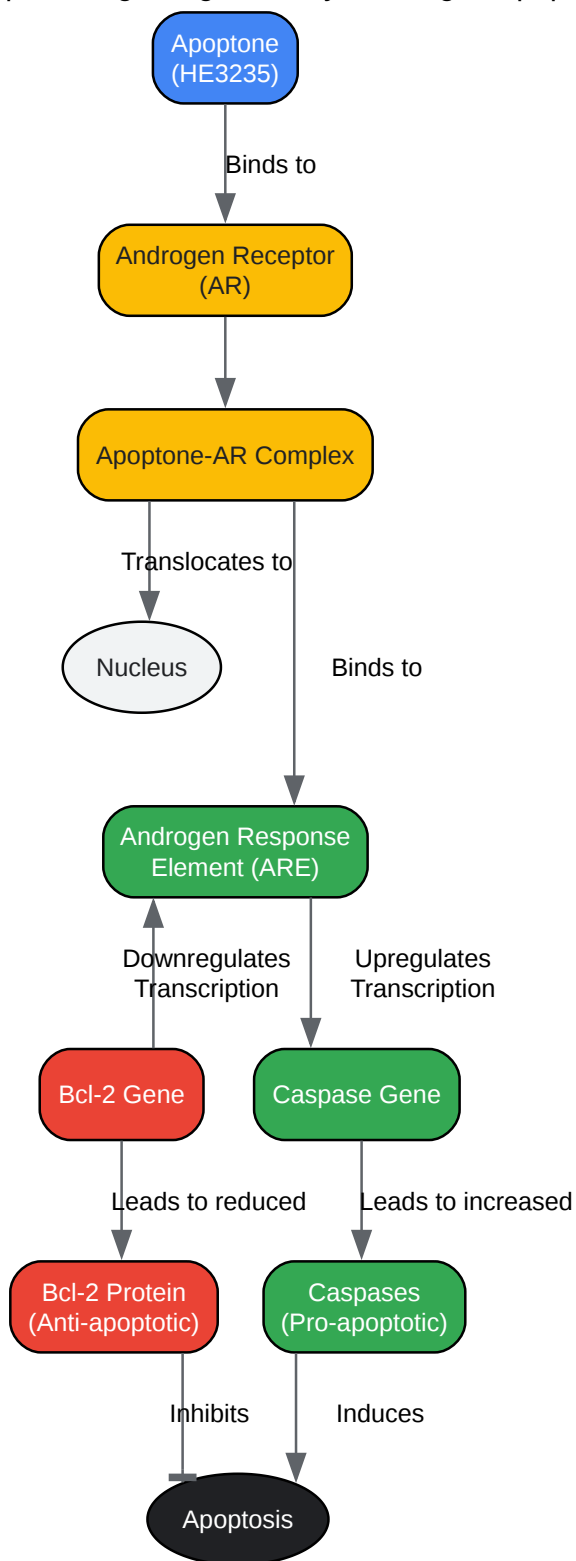 Apoptone
(HE3235)
Binds to
Androgen Receptor
(AR)
Apoptone-AR Complex
Translocates to
Nucleus
Binds to
Androgen Response
Element (ARE)
Downregulates
Transcription
Upregulates
Transcription
Bcl-2 Gene
Caspase Gene
Leads to reduced
Leads to increased
Bcl-2 Protein
(Anti-apoptotic)
Caspases
(Pro-apoptotic)
Inhibits
Induces
Apoptosis